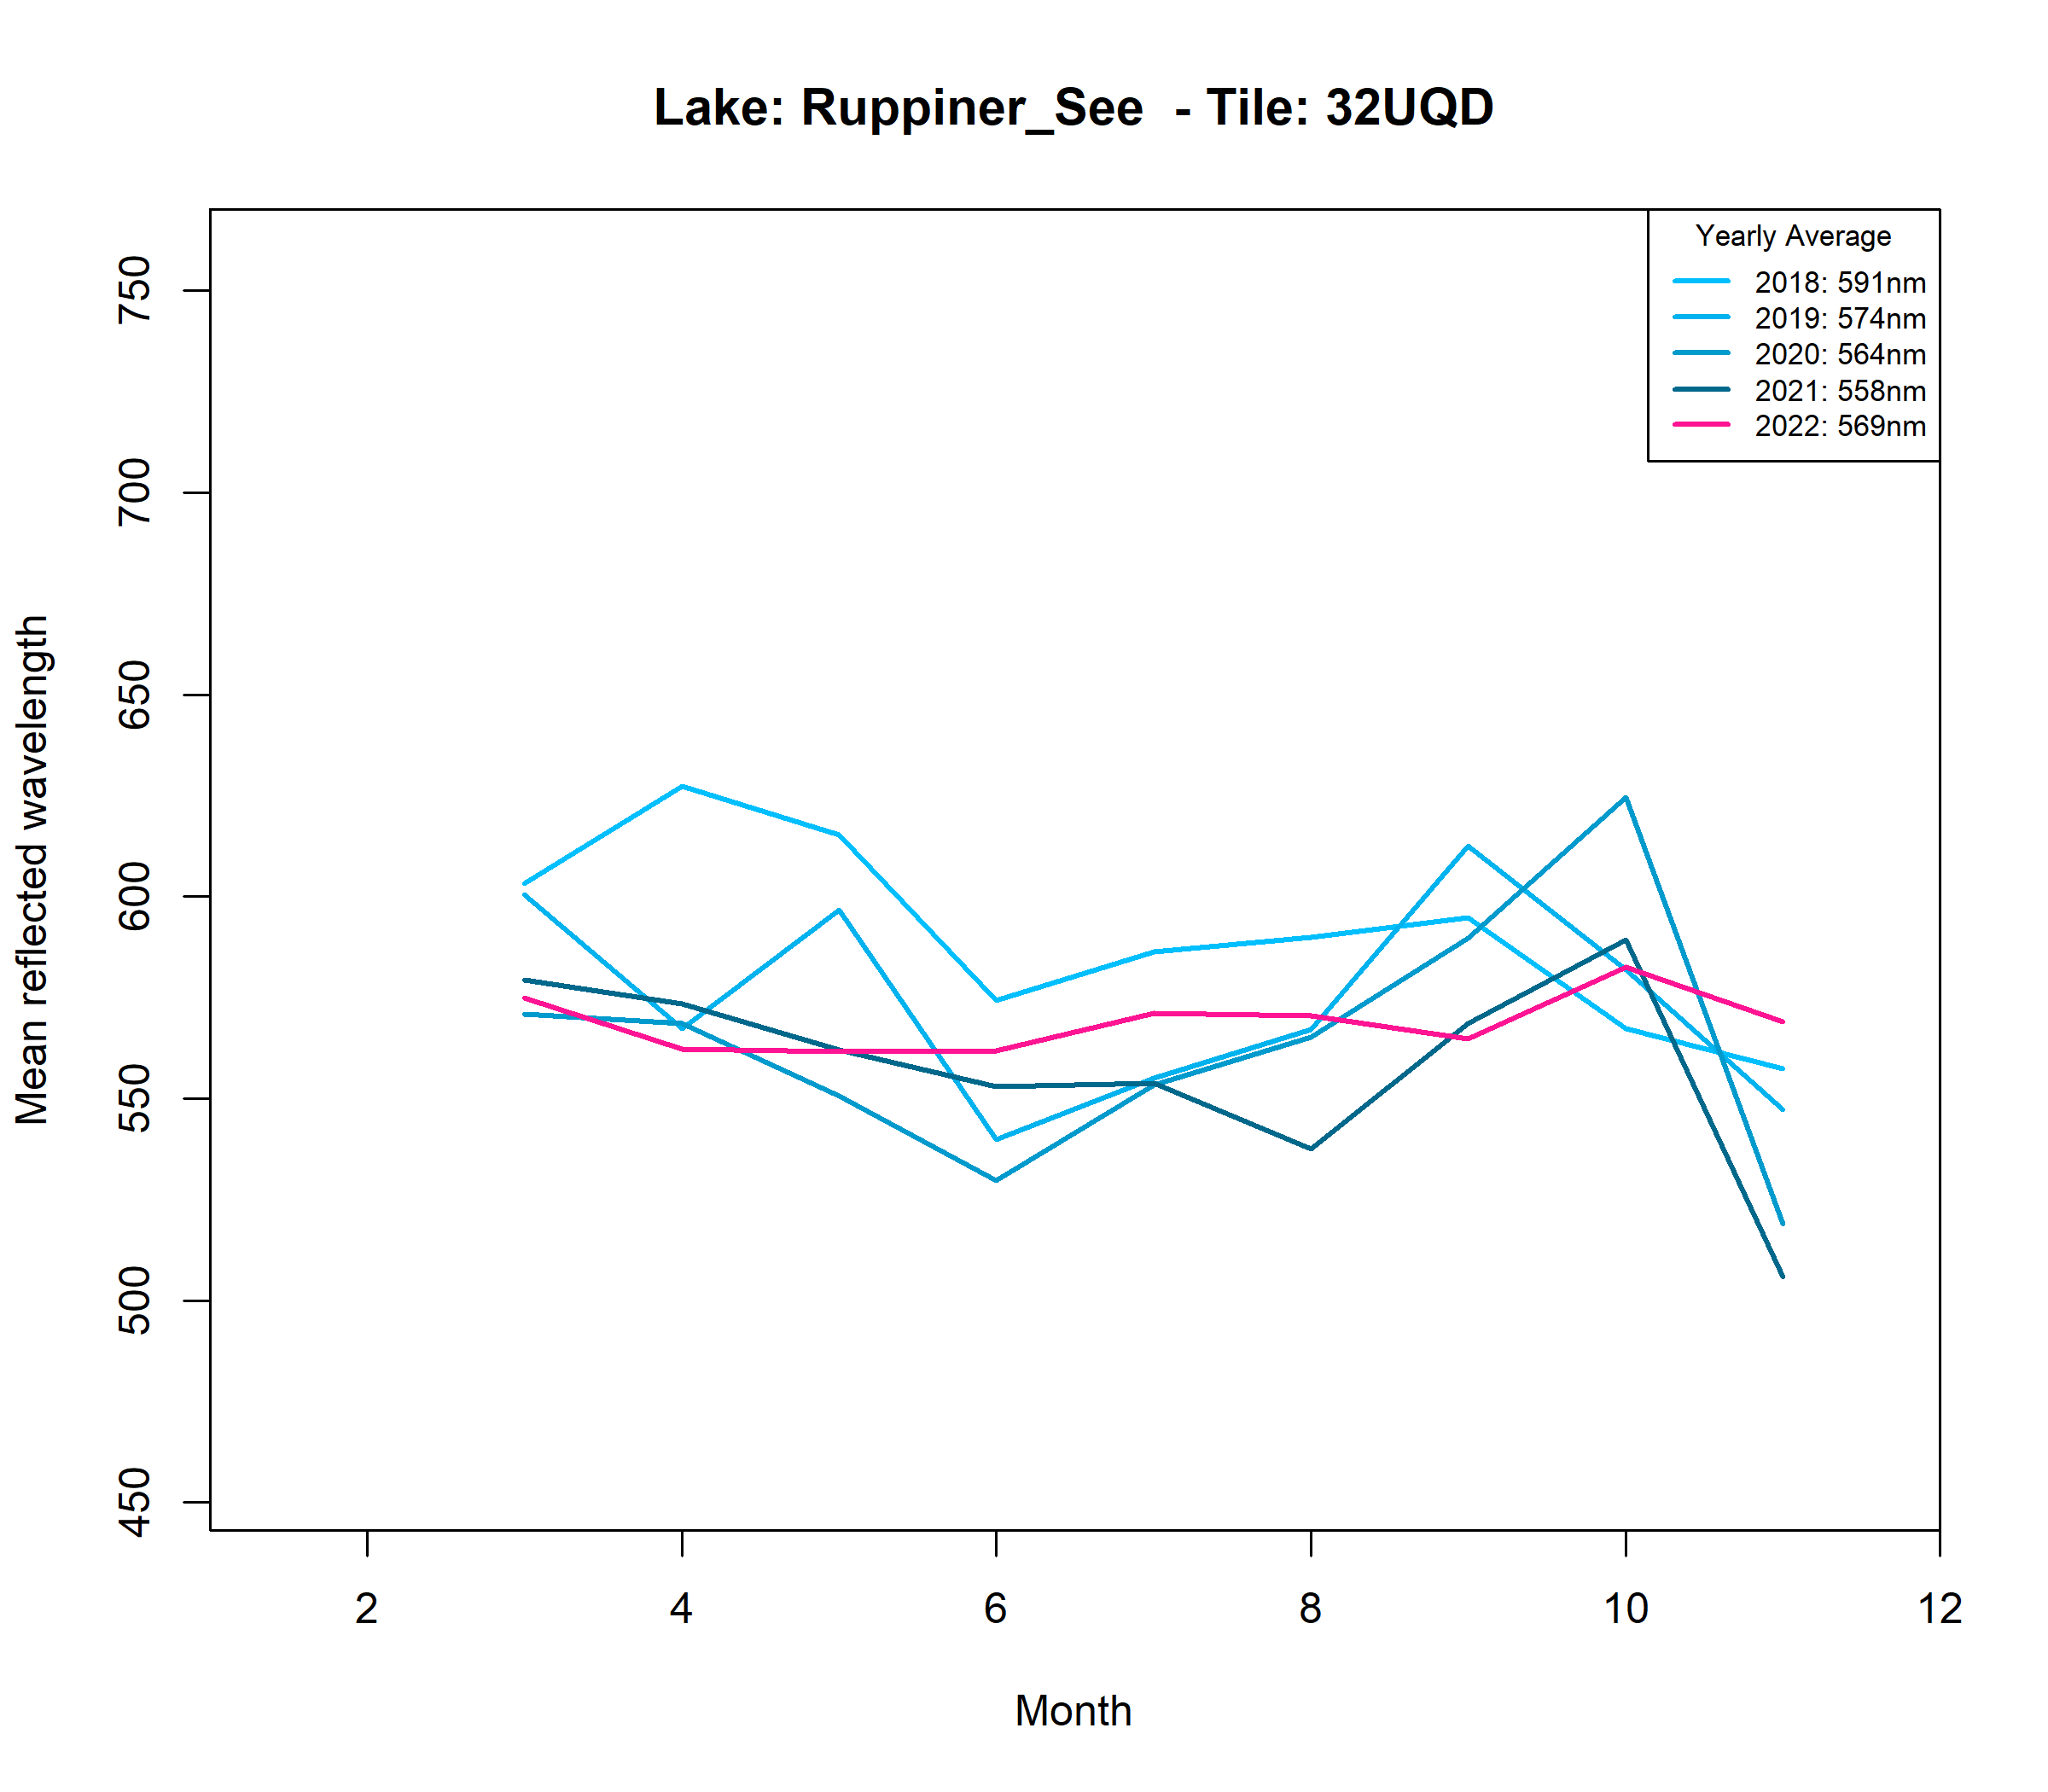 Lake: Ruppiner_See - Tile: 32UQD
Yearly Average
2018: 591nm
2019: 574nm
2020: 564nm
2021: 558nm
2022: 569nm
Mean reflected wavelength
750
700
650
600
550
500
450
2 4 6 8 10 12
Month